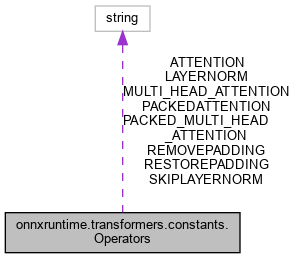 string
ATTENTION
LAYERNORM
MULTI_HEAD_ATTENTION
PACKEDATTENTION
PACKED_MULTI_HEAD
_ATTENTION
REMOVEPADDING
RESTOREPADDING
SKIPLAYERNORM
onnxruntime.transformers.constants.
Operators